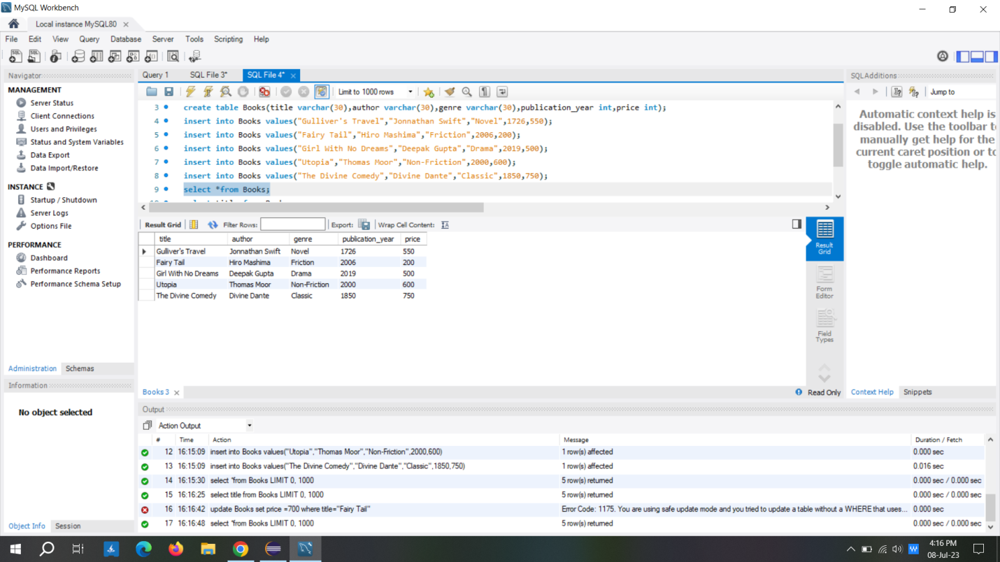 MySQL Workbench
Local instance MySQL80
File Edit View Query Database Server Tools Scripting Help
Navigator
MANAGEMENT
Server Status
Client Connections
Users and Privileges
Status and System Variables
Data Export
Data Import/Restore
INSTANCE
Startup / Shutdown
Server Logs
Options File
PERFORMANCE
Dashboard
Performance Reports
Performance Schema Setup
Administration Schemas
Information
No object selected
Object Info Session
Query 1 SQL File 3* SQL File 4*
Limit to 1000 rows
3 create table Books(title varchar(30),author varchar(30),genre varchar(30),publication_year int,price int);
4 insert into Books values("Gulliver's Travel","Jonnathan Swift","Novel",1726,550);
5 insert into Books values("Fairy Tail","Hiro Mashima","Friction",2006,200);
6 insert into Books values("Girl With No Dreams","Deepak Gupta","Drama",2019,500);
7 insert into Books values("Utopia","Thomas Moor","Non-Friction",2000,600);
8 insert into Books values("The Divine Comedy","Divine Dante","Classic",1850,750);
9 select *from Books;
Result Grid Filter Rows: Export: Wrap Cell Content:
title author genre publication_year price
Gulliver's Travel Jonnathan Swift Novel 1726 550
Fairy Tail Hiro Mashima Friction 2006 200
Girl With No Dreams Deepak Gupta Drama 2019 500
Utopia Thomas Moor Non-Friction 2000 600
The Divine Comedy Divine Dante Classic 1850 750
Result
Grid
Form
Editor
Field
Types
Books 3 Read Only
SQLAdditions
Jump to
Automatic context help is
disabled. Use the toolbar t
manually get help for the
current caret position or to
toggle automatic help.
Context Help Snippets
Output
Action Output
# Time Action Message Duration / Fetch
12 16:15:09 insert into Books values("Utopia","Thomas Moor","Non-Friction",2000,600) 1 row(s) affected 0.000 sec
13 16:15:09 insert into Books values("The Divine Comedy","Divine Dante","Classic",1850,750) 1 row(s) affected 0.016 sec
14 16:15:30 select *from Books LIMIT 0, 1000 5 row(s) returned 0.000 sec / 0.000 sec
15 16:16:25 select title from Books LIMIT 0, 1000 5 row(s) returned 0.000 sec / 0.000 sec
16 16:16:42 update Books set price =700 where title="Fairy Tail" Error Code: 1175. You are using safe update mode and you tried to update a table without a WHERE that uses... 0.000 sec
17 16:16:48 select *from Books LIMIT 0, 1000 5 row(s) returned 0.000 sec / 0.000 sec
4:16 PM
08-Jul-23